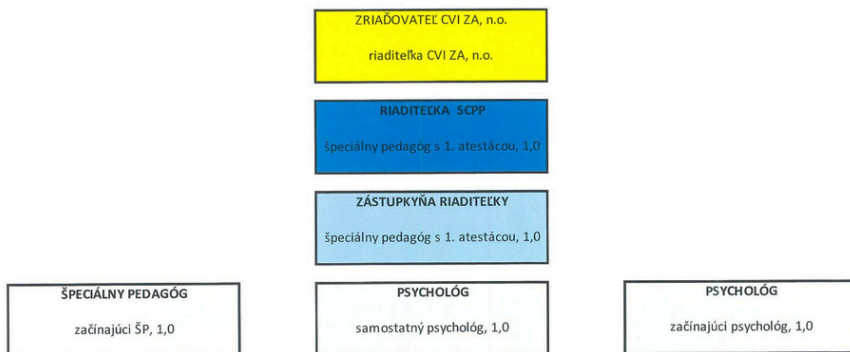 ZRIAĎOVATEĽ CVI ZA, n.o.
riaditeľka CVI ZA, n.o.
RIADITEĽKA SCPP
špeciálny pedagóg s 1. atestácou, 1,0
ZÁSTUPKYŇA RIADITEĽKY
špeciálny pedagóg s 1. atestácou, 1,0
ŠPECIÁLNY PEDAGÓG
začínajúci ŠP, 1,0
PSYCHOLÓG
samostatný psychológ, 1,0
PSYCHOLÓG
začínajúci psychológ, 1,0